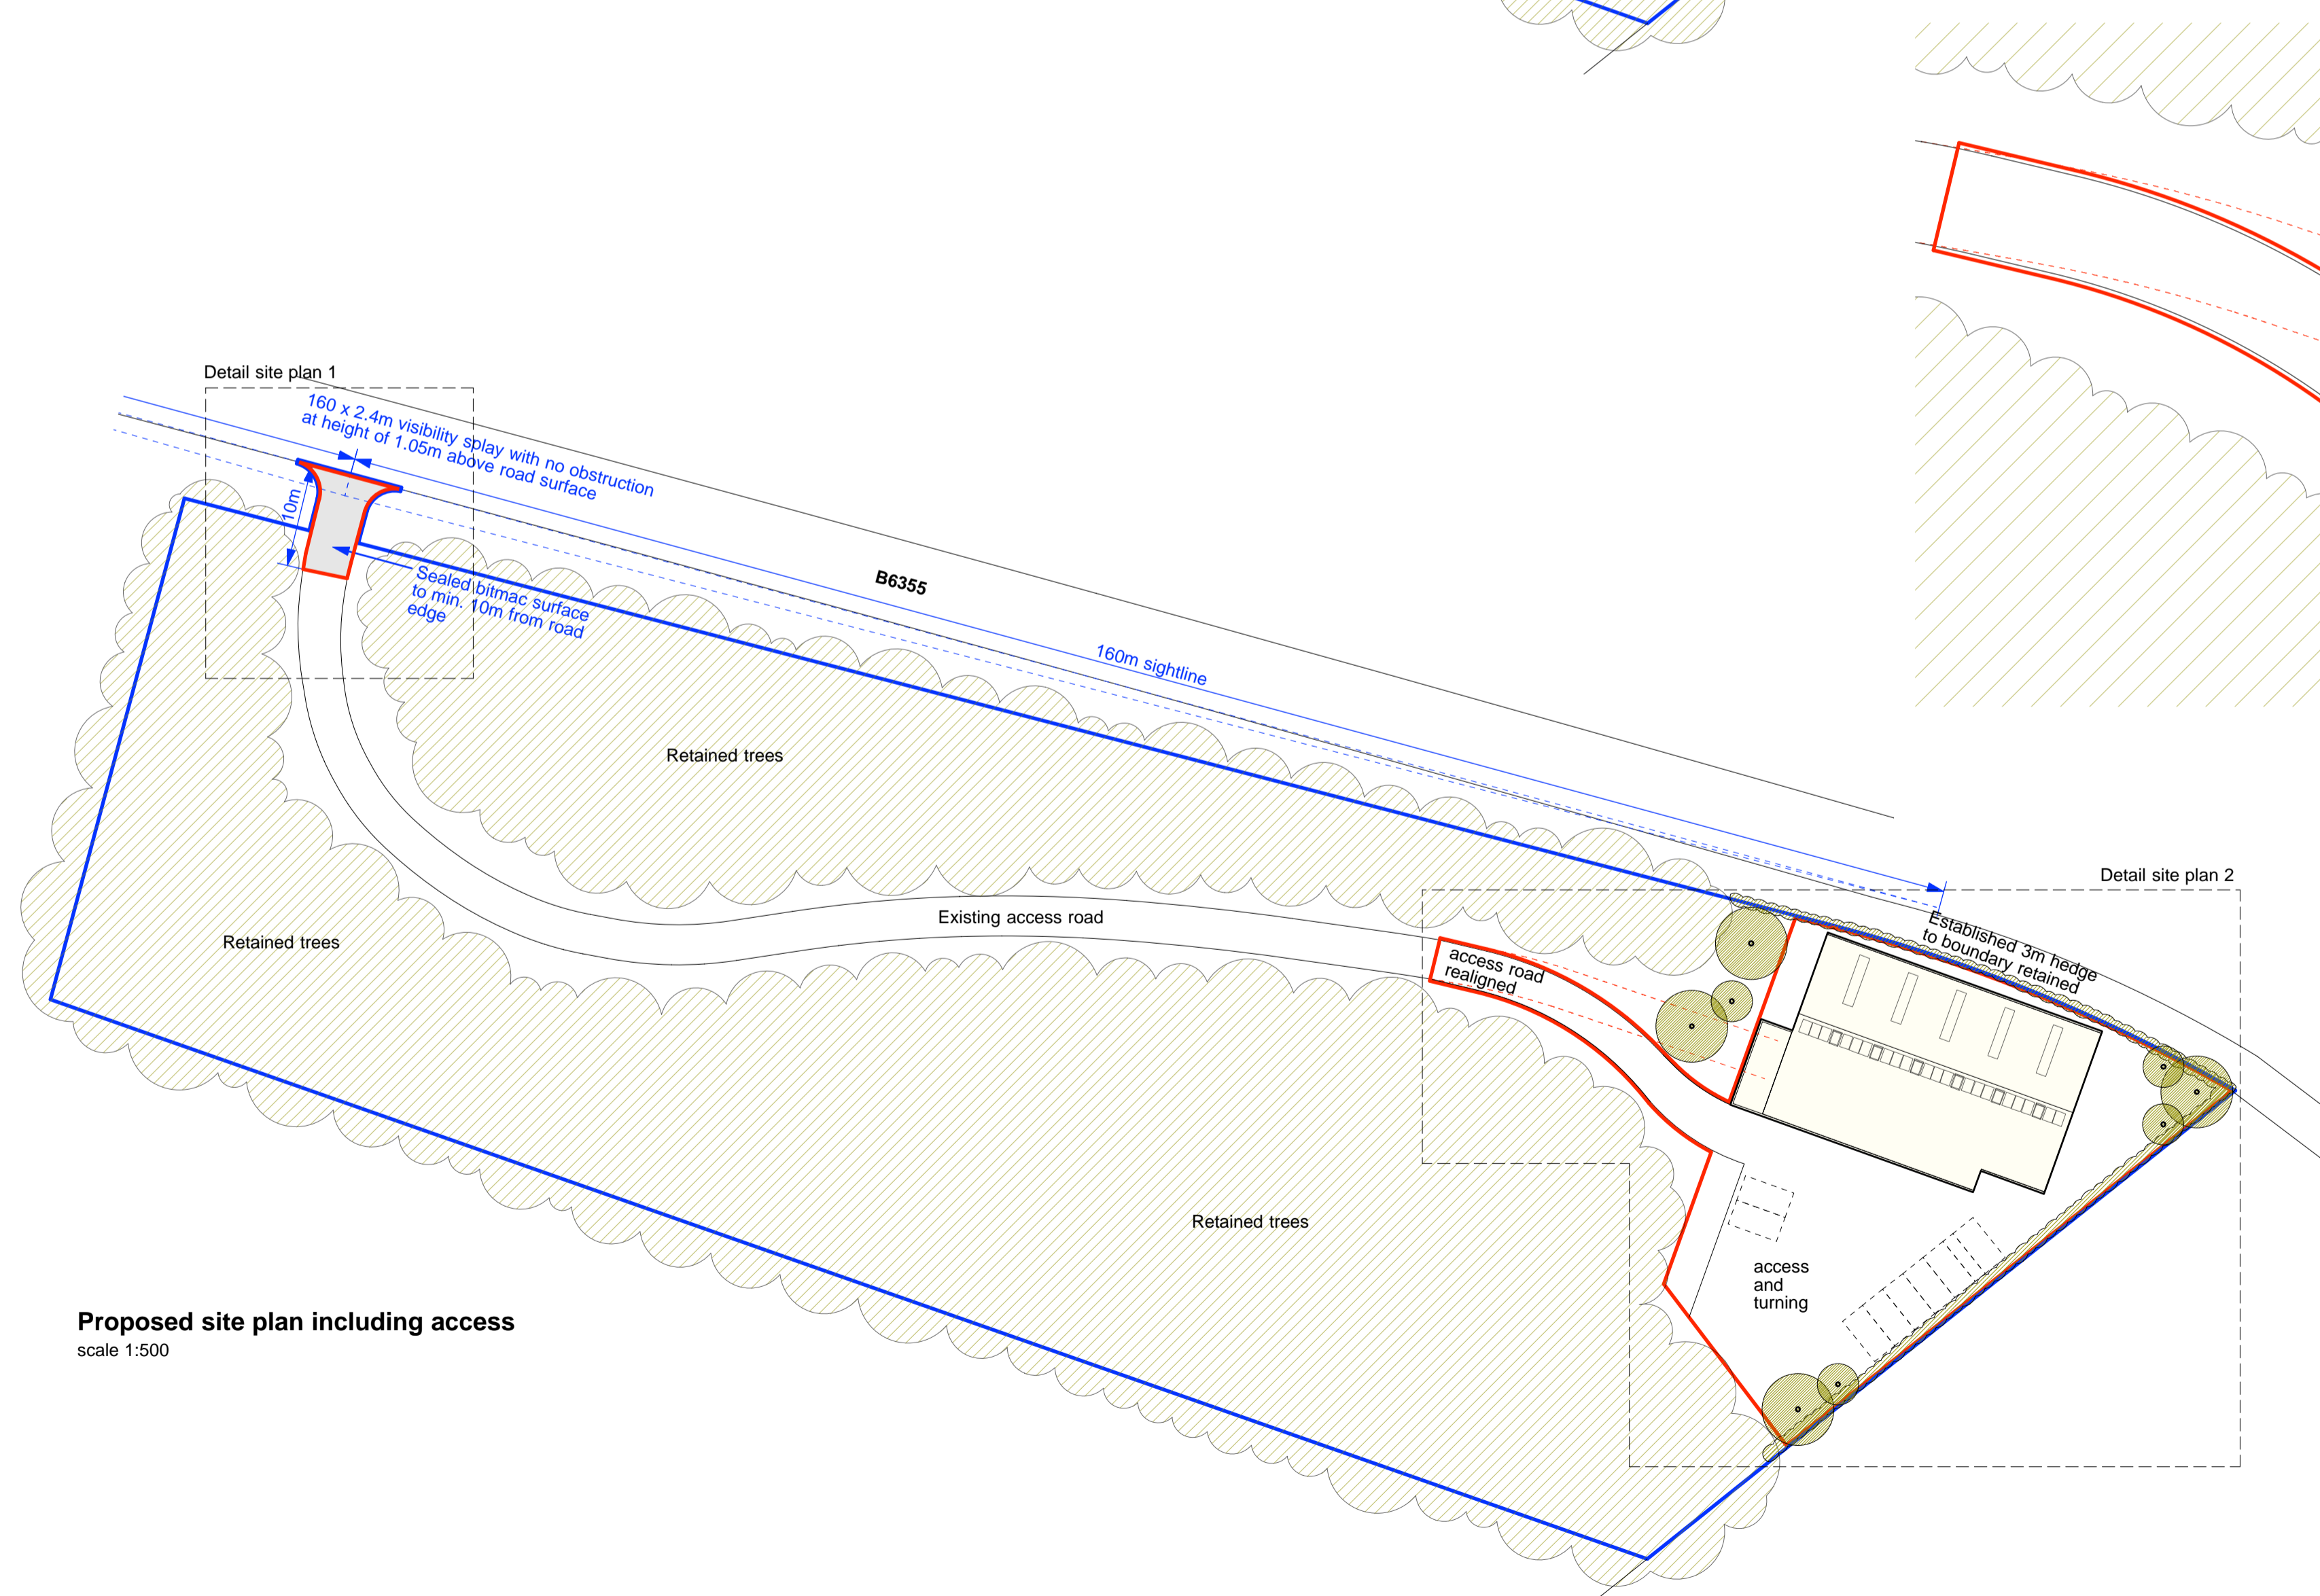 Detail site plan 1
160 x 2.4m visibility splay with no obstruction
at height of 1.05m above road surface
10m
Sealed bitmac surface
to min. 10m from road
edge
B6355
160m sightline
Retained trees
Detail site plan 2
Established 3m hedge
to boundary retained
Existing access road
access road
realigned
Retained trees
Retained trees
access
and
turning
Proposed site plan including access
scale 1:500